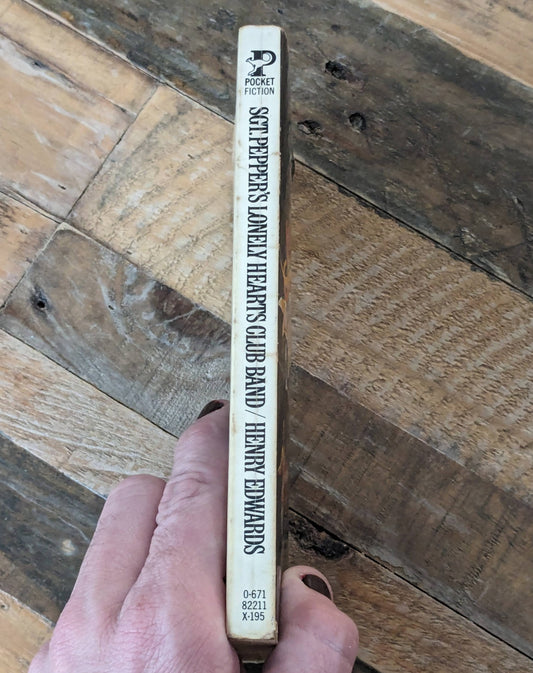 P
POCKET
FICTION
SGT. PEPPER'S LONELY HEARTS CLUB BAND/ HENRY EDWARDS
0-671
82211
X·195